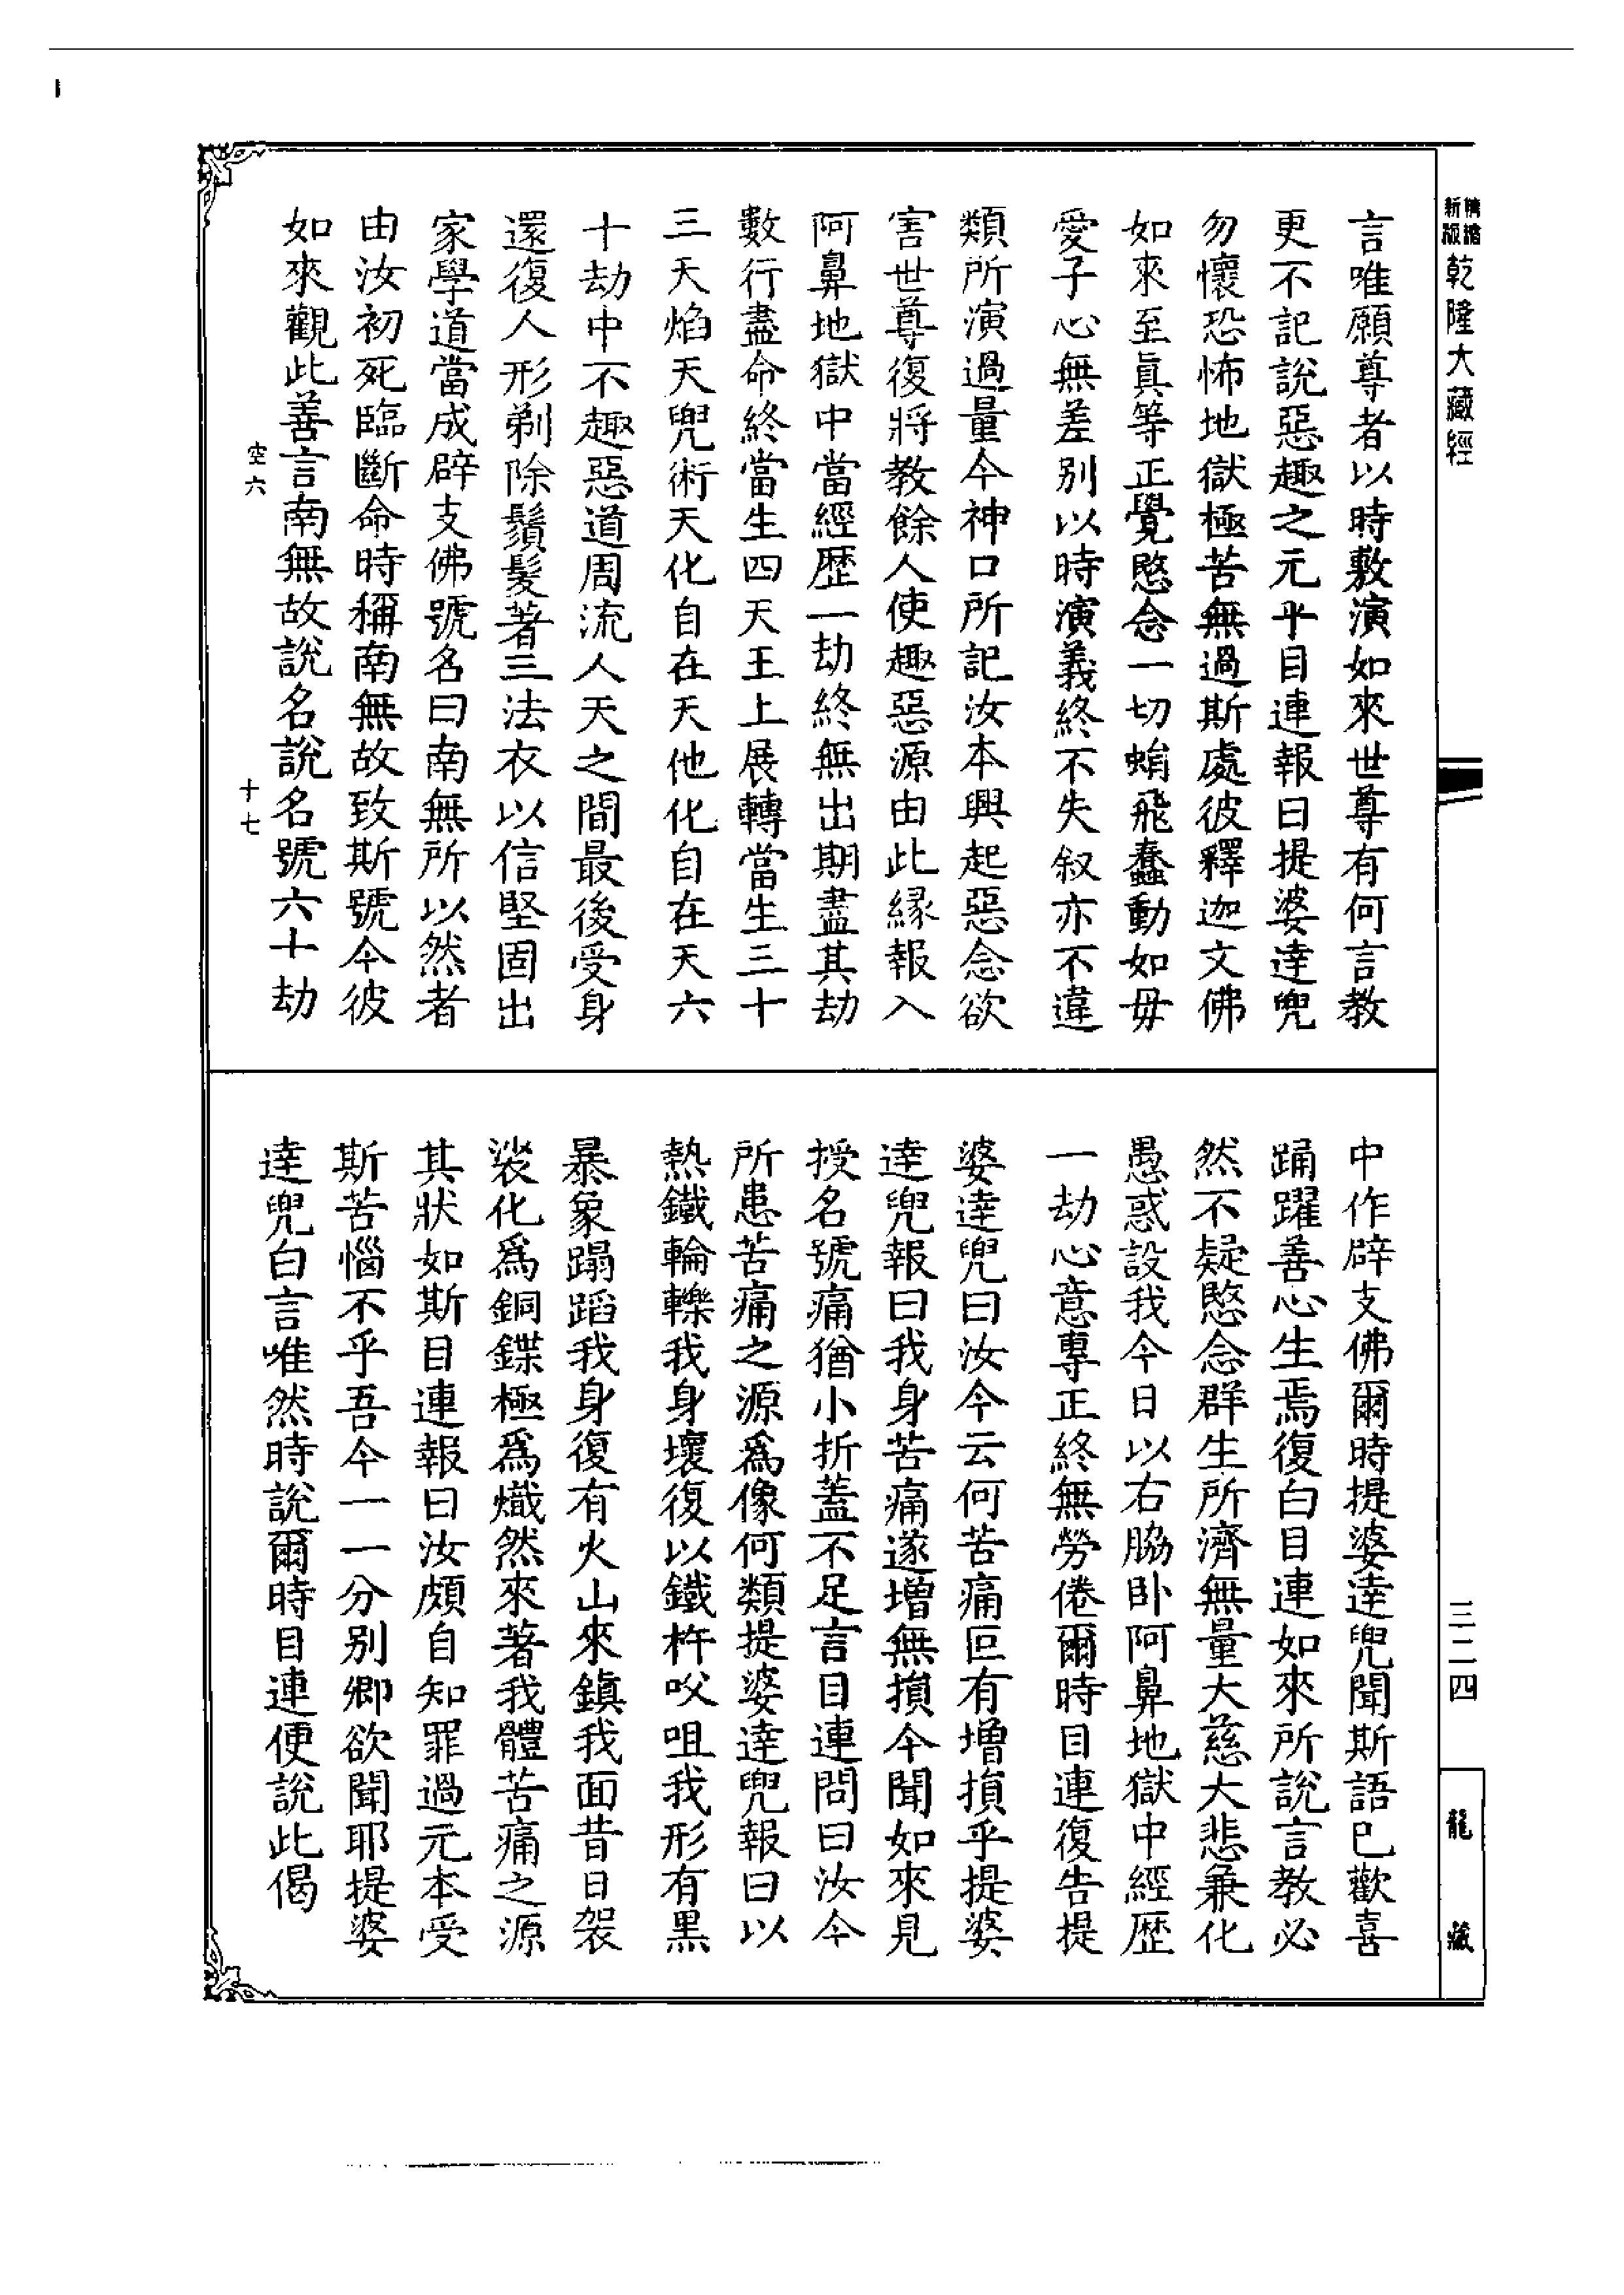 新版
精縮
乾隆大藏經
言唯願尊者以時敷演如來世尊有何言教
更不記說惡趣之元乎目連報曰提婆達兜
勿懷恐怖地獄極苦無過斯處彼釋迦文佛
如來至眞等正覺愍念一切蜎飛蠢動如毋
愛子心無差别以時演義終不失叙亦不違
類所演過量今神口所記汝本興起惡念欲
害世尊復將教餘人使趣惡源由此緣報入
阿鼻地獄中當經歷一劫終無出期盡其劫
數行盡命終當生四天王上展轉當生三十
三天焰天兜術天化自在天他化自在天六
十劫中不趣惡道周流人天之間最後受身
還復人形剃除鬚髮著三法衣以信堅固出
家學道當成辟支佛號名曰南無所以然者
由汝初死臨斷命時稱南無故致斯號今彼
如來觀此善言南無故說名說名號六十劫
空六
十七
中作辟支佛爾時提婆達兜聞斯語已歡喜
踊躍善心生焉復白目連如來所說言教必
然不疑愍念群生所濟無量大慈大悲兼化
愚惑設我今日以右脇卧阿鼻地獄中經歷
一劫心意專正終無勞倦爾時目連復告提
婆達兜曰汝今云何苦痛叵有增損乎提婆
達兜報曰我身苦痛遂增無損今聞如來見
授名號痛猶小折蓋不足言目連問曰汝今
所患苦痛之源爲像何類提婆達兜報曰以
熱鐵輪轢我身壞復以鐵杵㕮咀我形有黑
暴象蹋蹈我身復有火山來鎭我面昔日袈
裟化爲銅鍱極爲熾然來著我體苦痛之源
其狀如斯目連報曰汝頗自知罪過元本受
斯苦惱不乎吾今一一分别卿欲聞耶提婆
達兜白言唯然時說爾時目連便說此偈
三二四
龍藏